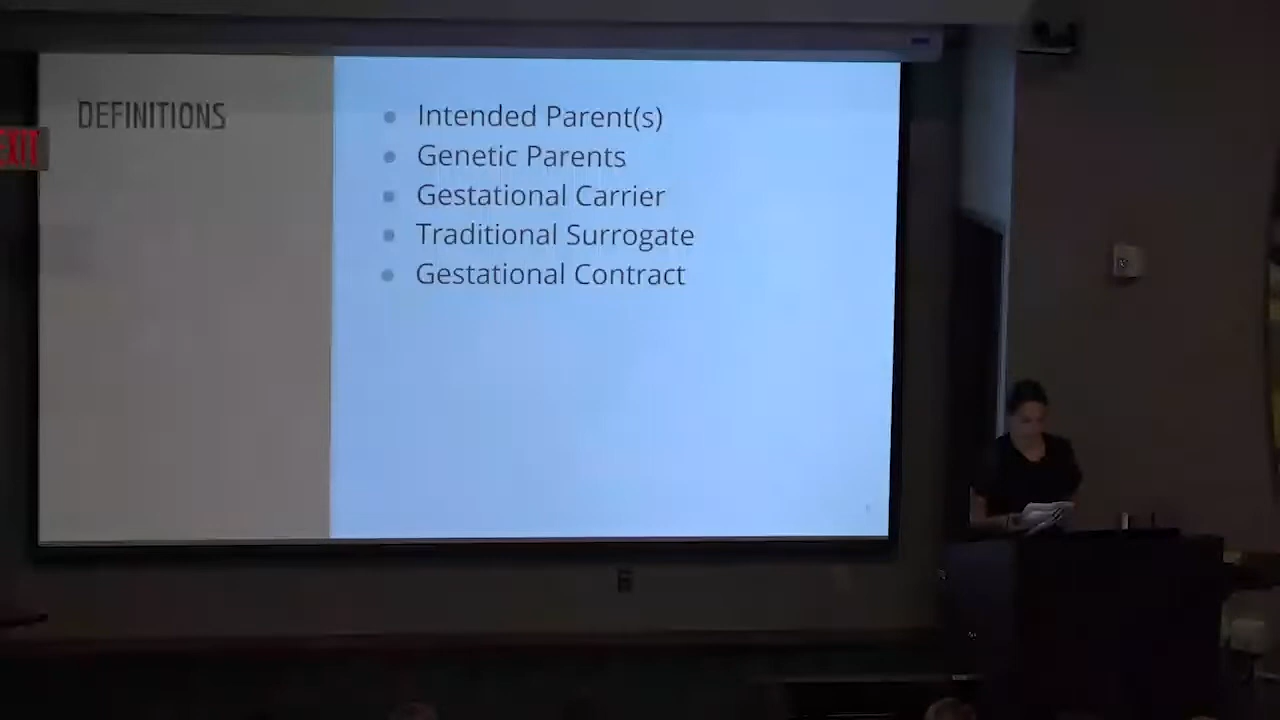 DEFINITIONS
EXIT
Intended Parent(s)
Genetic Parents
Gestational Carrier
Traditional Surrogate
Gestational Contract